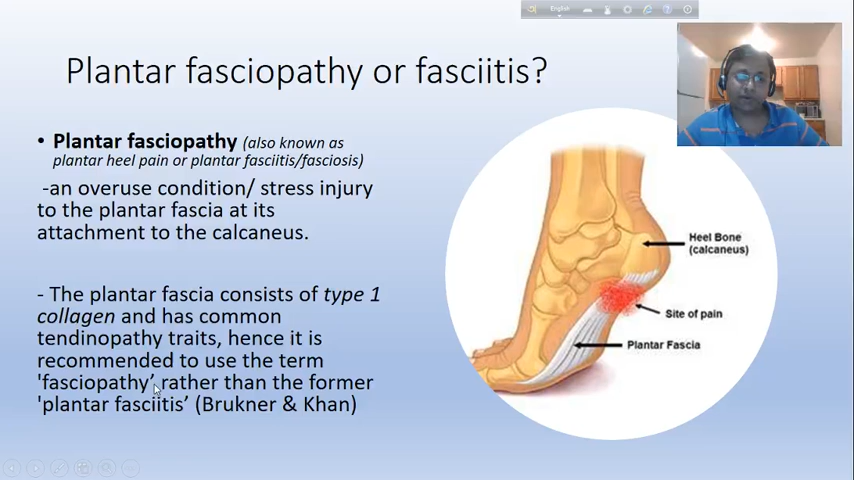 English
Plantar fasciopathy or fasciitis?
• Plantar fasciopathy (also known as
plantar heel pain or plantar fasciitis/fasciosis)
-an overuse condition/ stress injury
to the plantar fascia at its
attachment to the calcaneus.
- The plantar fascia consists of type 1
collagen and has common
tendinopathy traits, hence it is
recommended to use the term
'fasciopathy’ rather than the former
'plantar fasciitis’ (Brukner & Khan)
Heel Bone
(calcaneus)
Site of pain
Plantar Fascia